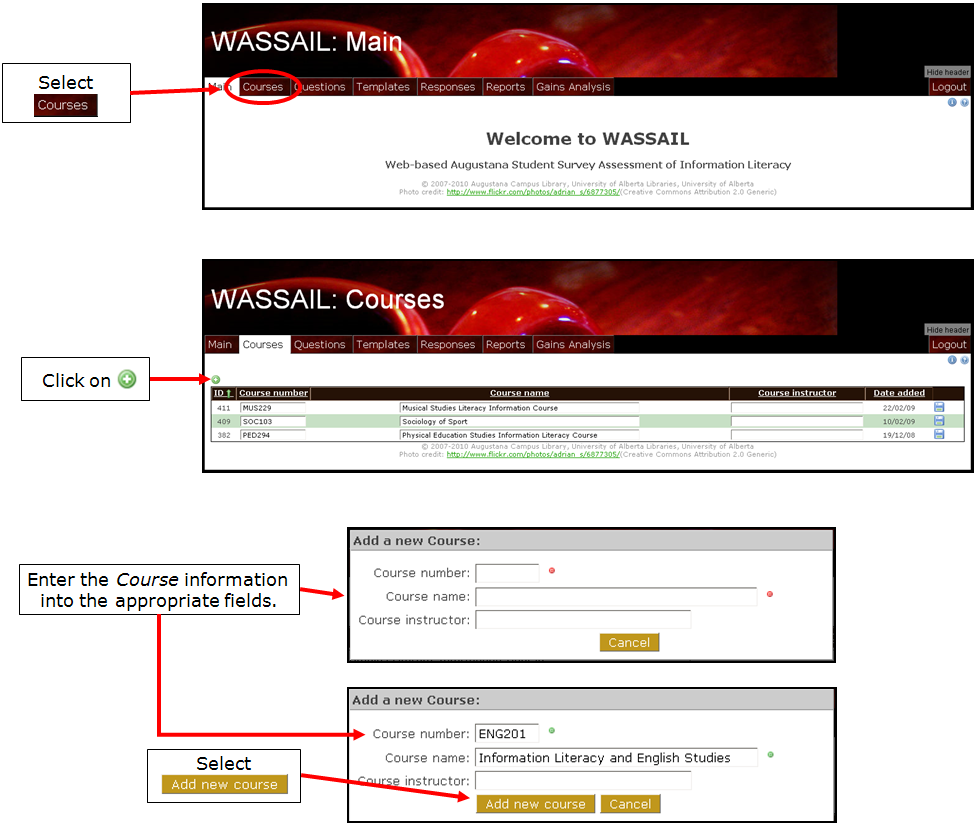 WASSAIL: Main
Hide header
Select
Courses
Main Courses Questions Templates Responses Reports Gains Analysis Logout
Welcome to WASSAIL
Web-based Augustana Student Survey Assessment of Information Literacy
© 2007-2010 Augustana Campus Library, University of Alberta Libraries, University of Alberta
Photo credit: http://www.flickr.com/photos/adrian_s/6877305/(Creative Commons Attribution 2.0 Generic)
WASSAIL: Courses
Hide header
Main Courses Questions Templates Responses Reports Gains Analysis Logout
Click on
ID Course number Course name Course instructor Date added
411 MUS229 Musical Studies Literacy Information Course 22/02/09
409 SOC103 Sociology of Sport 10/02/09
382 PED294 Physical Education Studies Information Literacy Course 19/12/08
© 2007-2010 Augustana Campus Library, University of Alberta Libraries, University of Alberta
Photo credit: http://www.flickr.com/photos/adrian_s/6877305/(Creative Commons Attribution 2.0 Generic)
Enter the Course information
into the appropriate fields.
Add a new Course:
Course number:
Course name:
Course instructor:
Cancel
Add a new Course:
Course number: ENG201
Course name: Information Literacy and English Studies
Course instructor:
Add new course Cancel
Select
Add new course